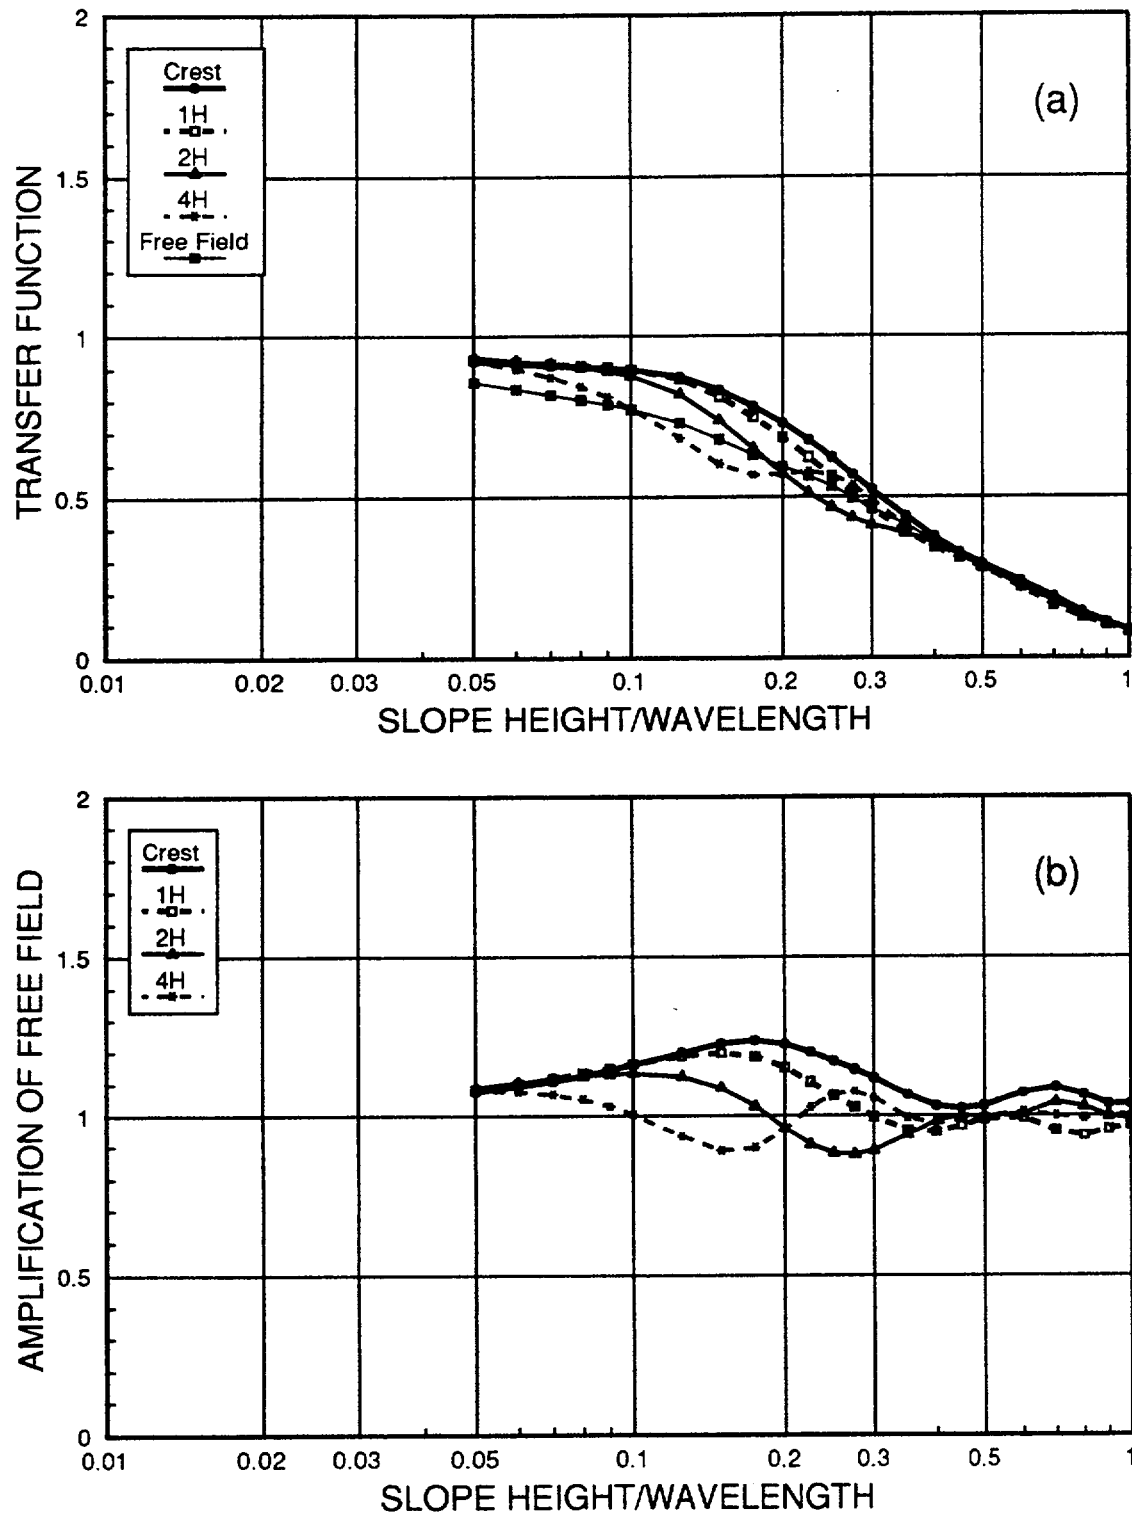 (a)
TRANSFER FUNCTION
2
1.5
1
0.5
0
Crest
1H
2H
4H
Free Field
0.01 0.02 0.03 0.05 0.1 0.2 0.3 0.5 1
SLOPE HEIGHT/WAVELENGTH
(b)
AMPLIFICATION OF FREE FIELD
2
1.5
1
0.5
0
Crest
1H
2H
4H
0.01 0.02 0.03 0.05 0.1 0.2 0.3 0.5 1
SLOPE HEIGHT/WAVELENGTH